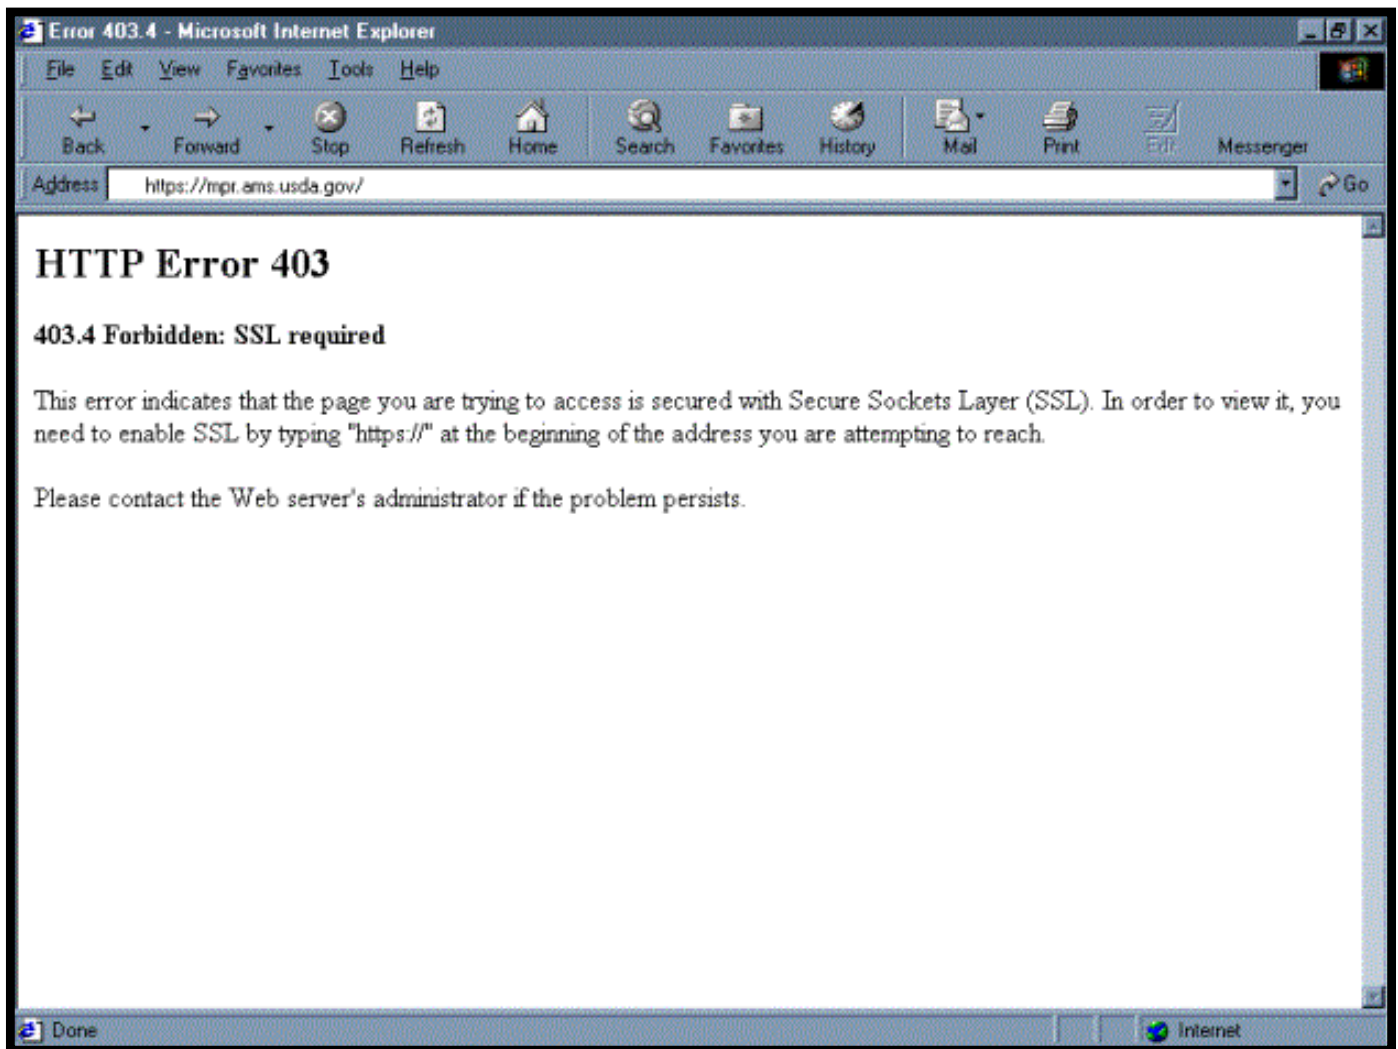 Error 403.4 - Microsoft Internet Explorer
File Edit View Favorites Tools Help
Back Forward Stop Refresh Home Search Favorites History Mail Print Edit Messenger
Address https://mpr.ams.usda.gov/ Go
HTTP Error 403
403.4 Forbidden: SSL required
This error indicates that the page you are trying to access is secured with Secure Sockets Layer (SSL). In order to view it, you
need to enable SSL by typing "https://" at the beginning of the address you are attempting to reach.
Please contact the Web server's administrator if the problem persists.
Done Internet